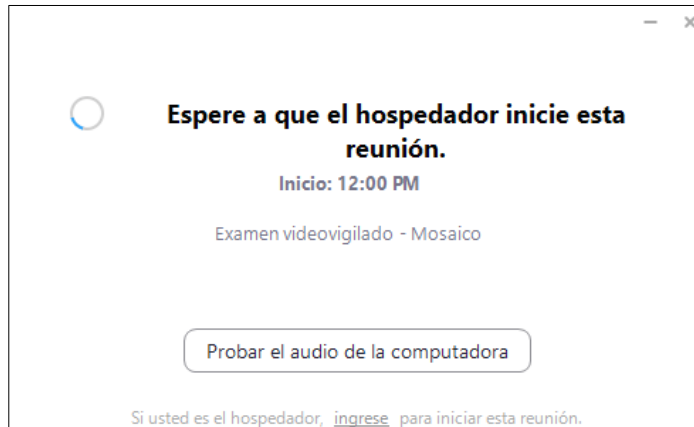 Espere a que el hospedador inicie esta
reunión.
Inicio: 12:00 PM
Examen videovigilado - Mosaico
Probar el audio de la computadora
Si usted es el hospedador, ingrese para iniciar esta reunión.